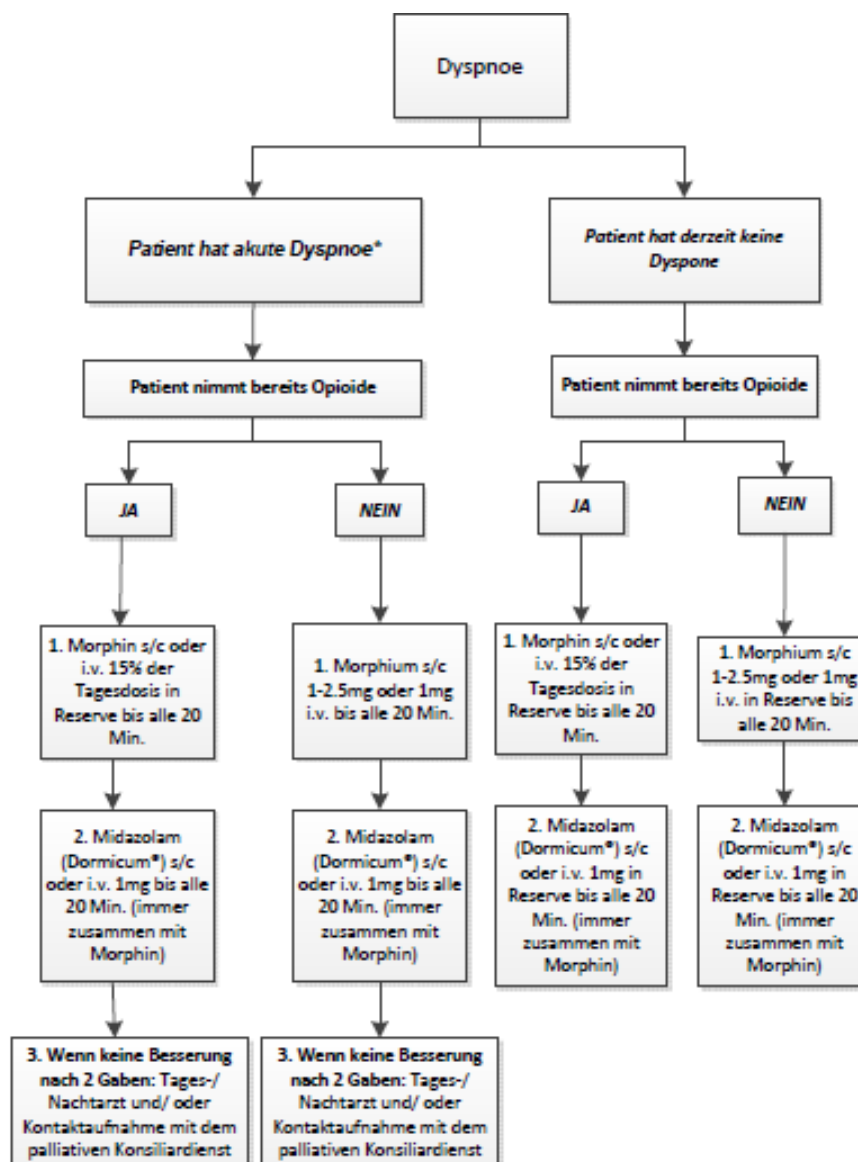 Dyspnoe
Patient hat akute Dyspnoe*
Patient hat derzeit keine
Dyspone
Patient nimmt bereits Opioide
Patient nimmt bereits Opioide
JA
NEIN
JA
NEIN
1. Morphin s/c oder
i.v. 15% der
Tagesdosis in
Reserve bis alle 20
Min.
1. Morphium s/c
1-2.5mg oder 1mg
i.v. bis alle 20 Min.
1. Morphin s/c oder
i.v. 15% der
Tagesdosis in
Reserve bis alle 20
Min.
1. Morphium s/c
1-2.5mg oder 1mg
i.v. in Reserve bis
alle 20 Min.
2. Midazolam
(Dormicum®) s/c
oder i.v. 1mg bis alle
20 Min. (immer
zusammen mit
Morphin)
2. Midazolam
(Dormicum®) s/c
oder i.v. 1mg bis alle
20 Min. (immer
zusammen mit
Morphin)
2. Midazolam
(Dormicum®) s/c
oder i.v. 1mg in
Reserve bis alle 20
Min. (immer
zusammen mit
Morphin)
2. Midazolam
(Dormicum®) s/c
oder i.v. 1mg in
Reserve bis alle 20
Min. (immer
zusammen mit
Morphin)
3. Wenn keine Besserung
nach 2 Gaben: Tages-/
Nachtarzt und/ oder
Kontaktaufnahme mit dem
palliativen Konsiliardienst
3. Wenn keine Besserung
nach 2 Gaben: Tages-/
Nachtarzt und/ oder
Kontaktaufnahme mit dem
palliativen Konsiliardienst